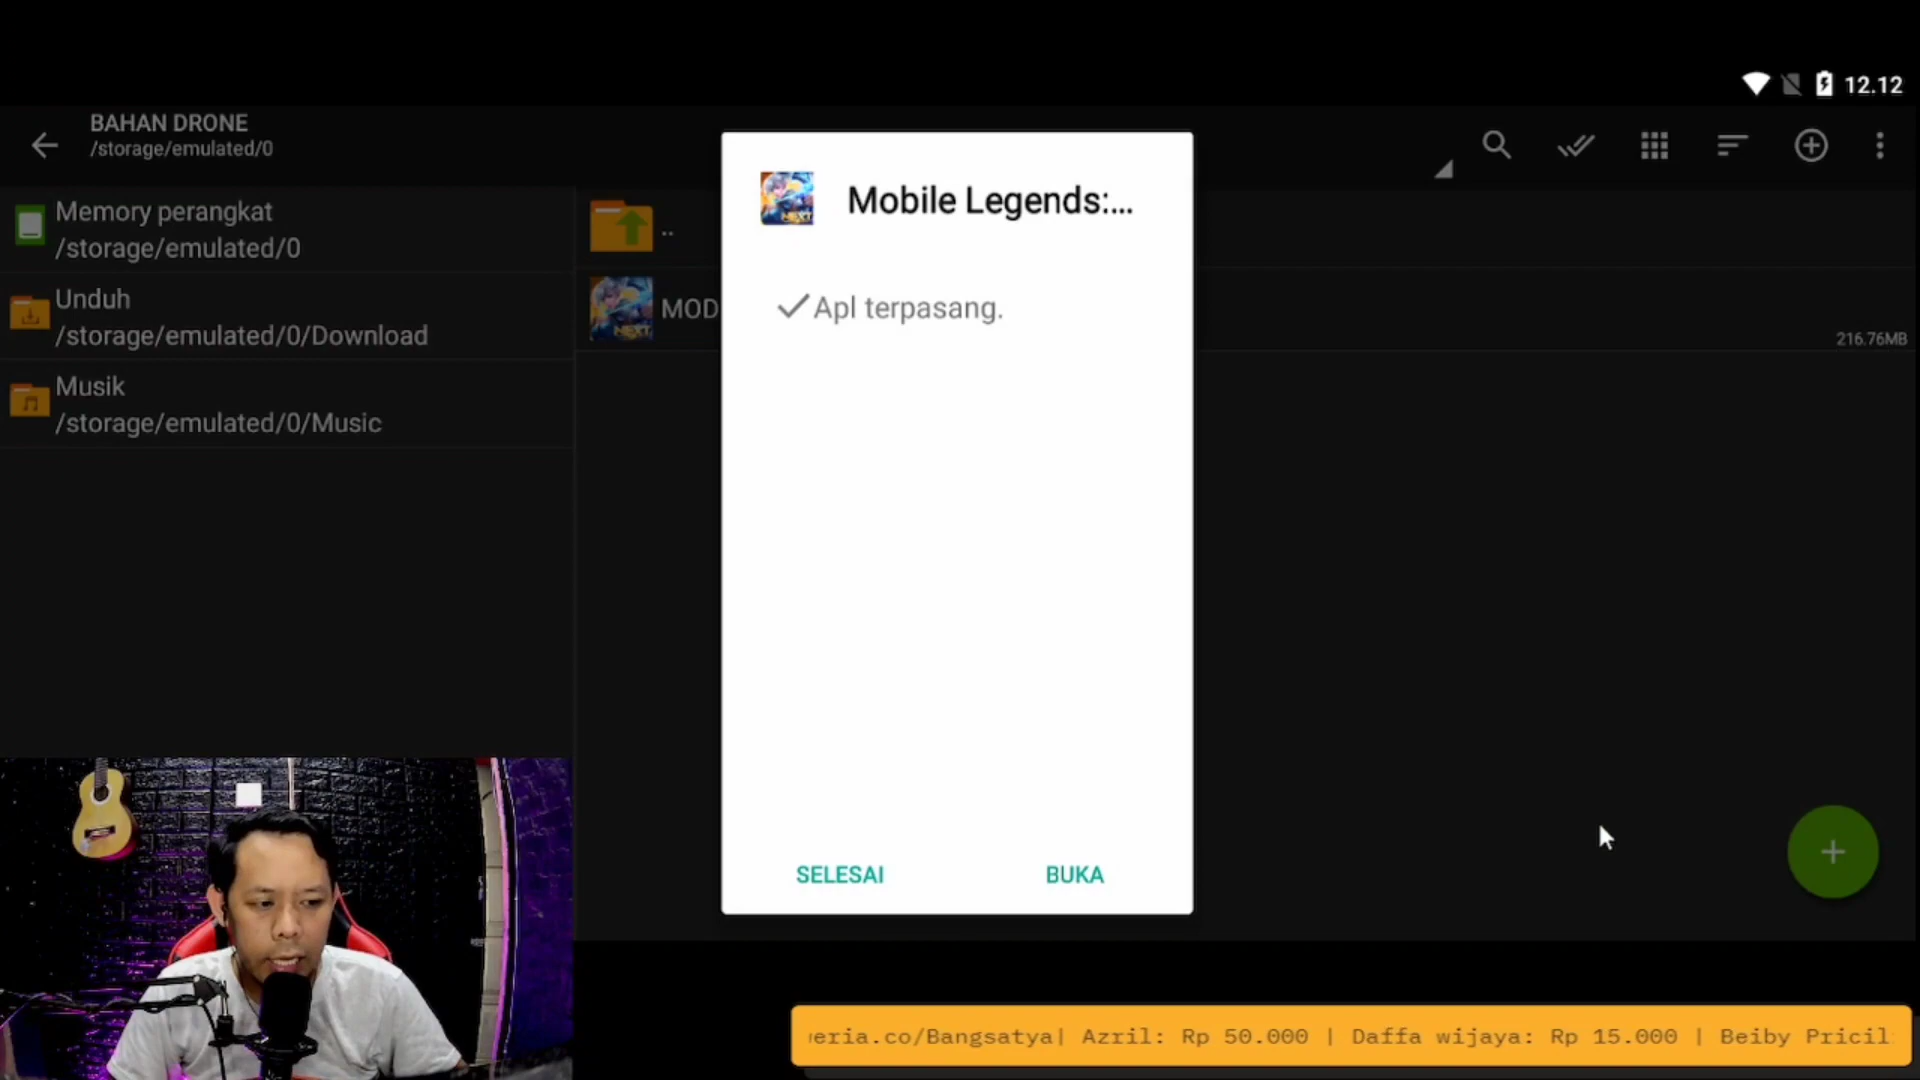 12.12
BAHAN DRONE
/storage/emulated/0
Memory perangkat
/storage/emulated/0
Unduh
/storage/emulated/0/Download
Musik
/storage/emulated/0/Music
..
MOD
216.76MB
Mobile Legends:...
NEXT
Apl terpasang.
SELESAI
BUKA
eria.co/Bangsatya| Azril: Rp 50.000 | Daffa wijaya: Rp 15.000 | Beiby Pricil